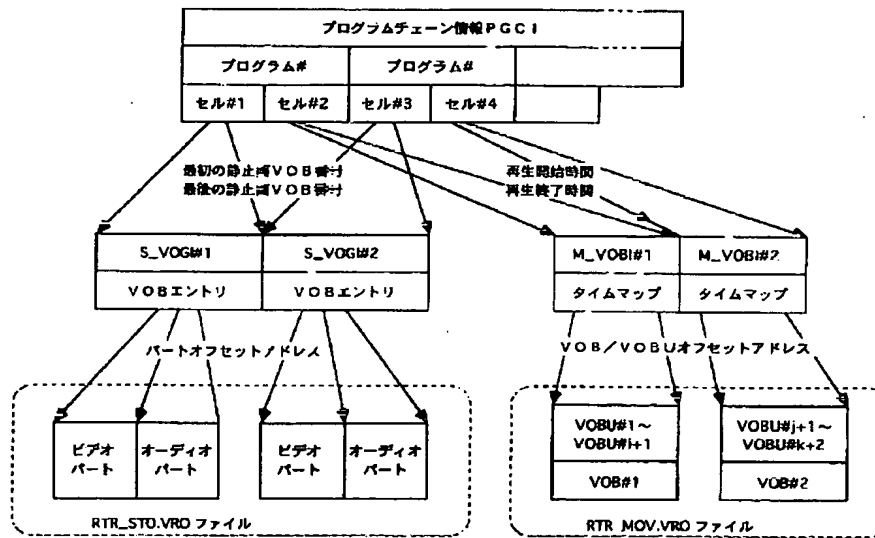 プログラムチェーン情報PGCI
プログラム# プログラム#
セル#1 セル#2 セル#3 セル#4
最初の静止画VOB番号
最後の静止画VOB番号
再生開始時間
再生終了時間
S_VOGI#1 S_VOGI#2
VOBエントリ VOBエントリ
M_VOBI#1 M_VOBI#2
タイムマップ タイムマップ
パートオフセットアドレス
VOB/VOBUオフセットアドレス
ビデオ
パート
オーディオ
パート
ビデオ
パート
オーディオ
パート
VOBU#1~
VOBU#i+1
VOB#1
VOBU#j+1~
VOBU#k+2
VOB#2
RTR_STO.VROファイル
RTR_MOV.VROファイル